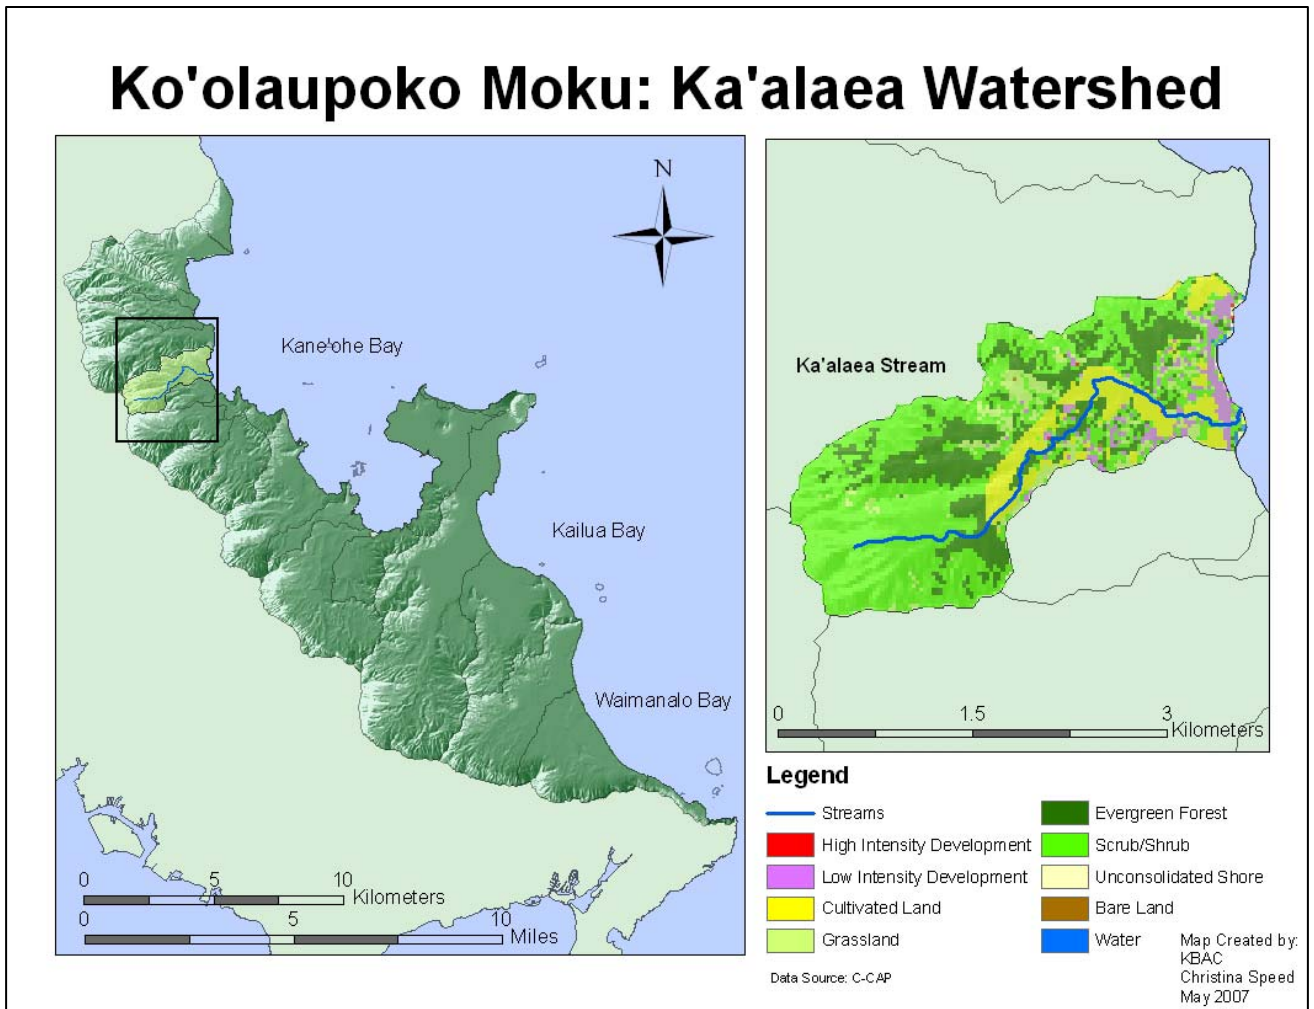 Ko'olaupoko Moku: Ka'alaea Watershed
N
Kane'ohe Bay
Kailua Bay
Waimanalo Bay
0 5 10
Kilometers
0 5 10
Miles
Ka'alaea Stream
0 1.5 3
Kilometers
Legend
Streams
High Intensity Development
Low Intensity Development
Cultivated Land
Grassland
Evergreen Forest
Scrub/Shrub
Unconsolidated Shore
Bare Land
Water
Data Source: C-CAP
Map Created by:
KBAC
Christina Speed
May 2007